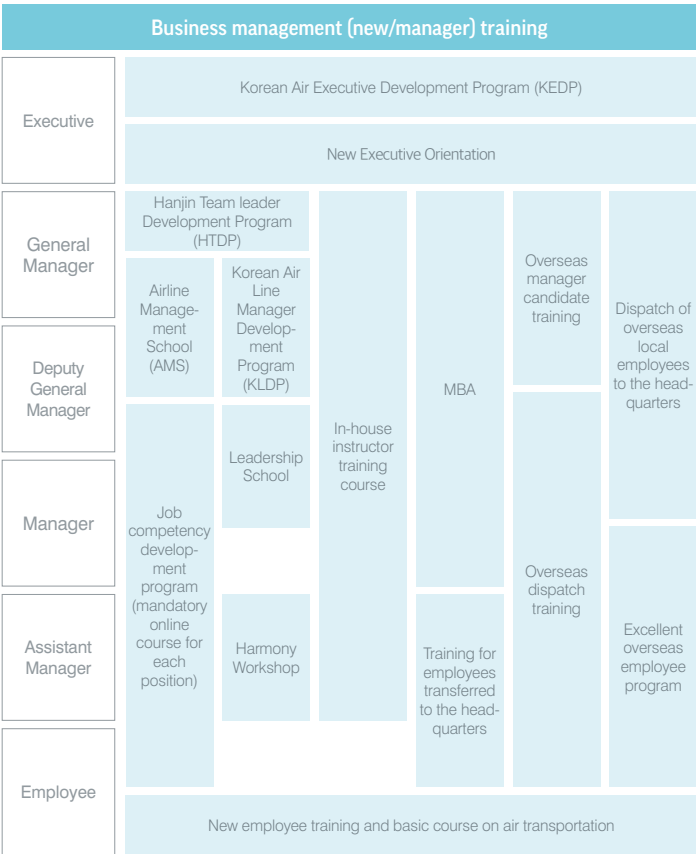 Business management (new/manager) training
Executive
Korean Air Executive Development Program (KEDP)
New Executive Orientation
General
Manager
Hanjin Team leader
Development Program
(HTDP)
Airline
Manage-
ment
School
(AMS)
Korean Air
Line
Manager
Develop-
ment
Program
(KLDP)
In-house
instructor
training
course
MBA
Overseas
manager
candidate
training
Dispatch of
overseas
local
employees
to the head-
quarters
Deputy
General
Manager
Job
competency
develop-
ment
program
(mandatory
online
course for
each
position)
Leadership
School
Manager
Overseas
dispatch
training
Assistant
Manager
Harmony
Workshop
Training for
employees
transferred
to the head-
quarters
Excellent
overseas
employee
program
Employee
New employee training and basic course on air transportation